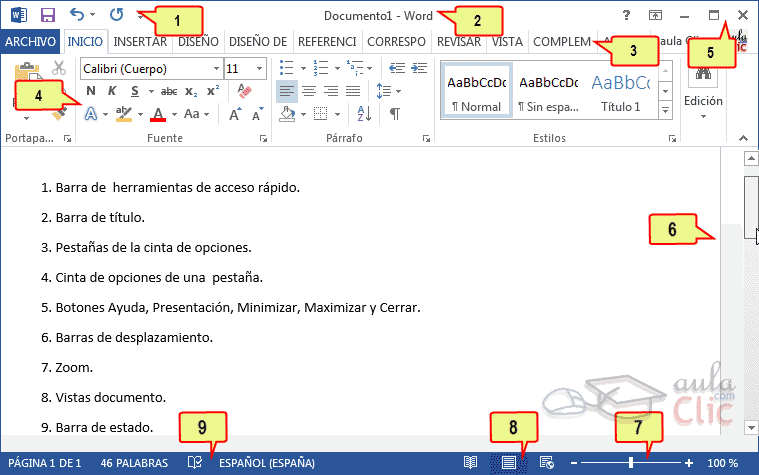 1
Documento1 - Word
2
?
ARCHIVO INICIO INSERTAR DISEÑO DISEÑO DE REFERENCI CORRESPO REVISAR VISTA COMPLEM
3
5
Calibri (Cuerpo) 11
N K S abc x₂ x²
A ab A Aa A A
4
AaBbCcDc AaBbCcDc AaBbCcDc
¶ Normal ¶ Sin espa... Título 1
Edición
Portapa... Fuente Párrafo Estilos
1. Barra de herramientas de acceso rápido.
2. Barra de título.
3. Pestañas de la cinta de opciones.
4. Cinta de opciones de una pestaña.
5. Botones Ayuda, Presentación, Minimizar, Maximizar y Cerrar.
6. Barras de desplazamiento.
7. Zoom.
8. Vistas documento.
9. Barra de estado.
6
aula
.com
Clic
9
8
7
PÁGINA 1 DE 1 46 PALABRAS ESPAÑOL (ESPAÑA) 100 %